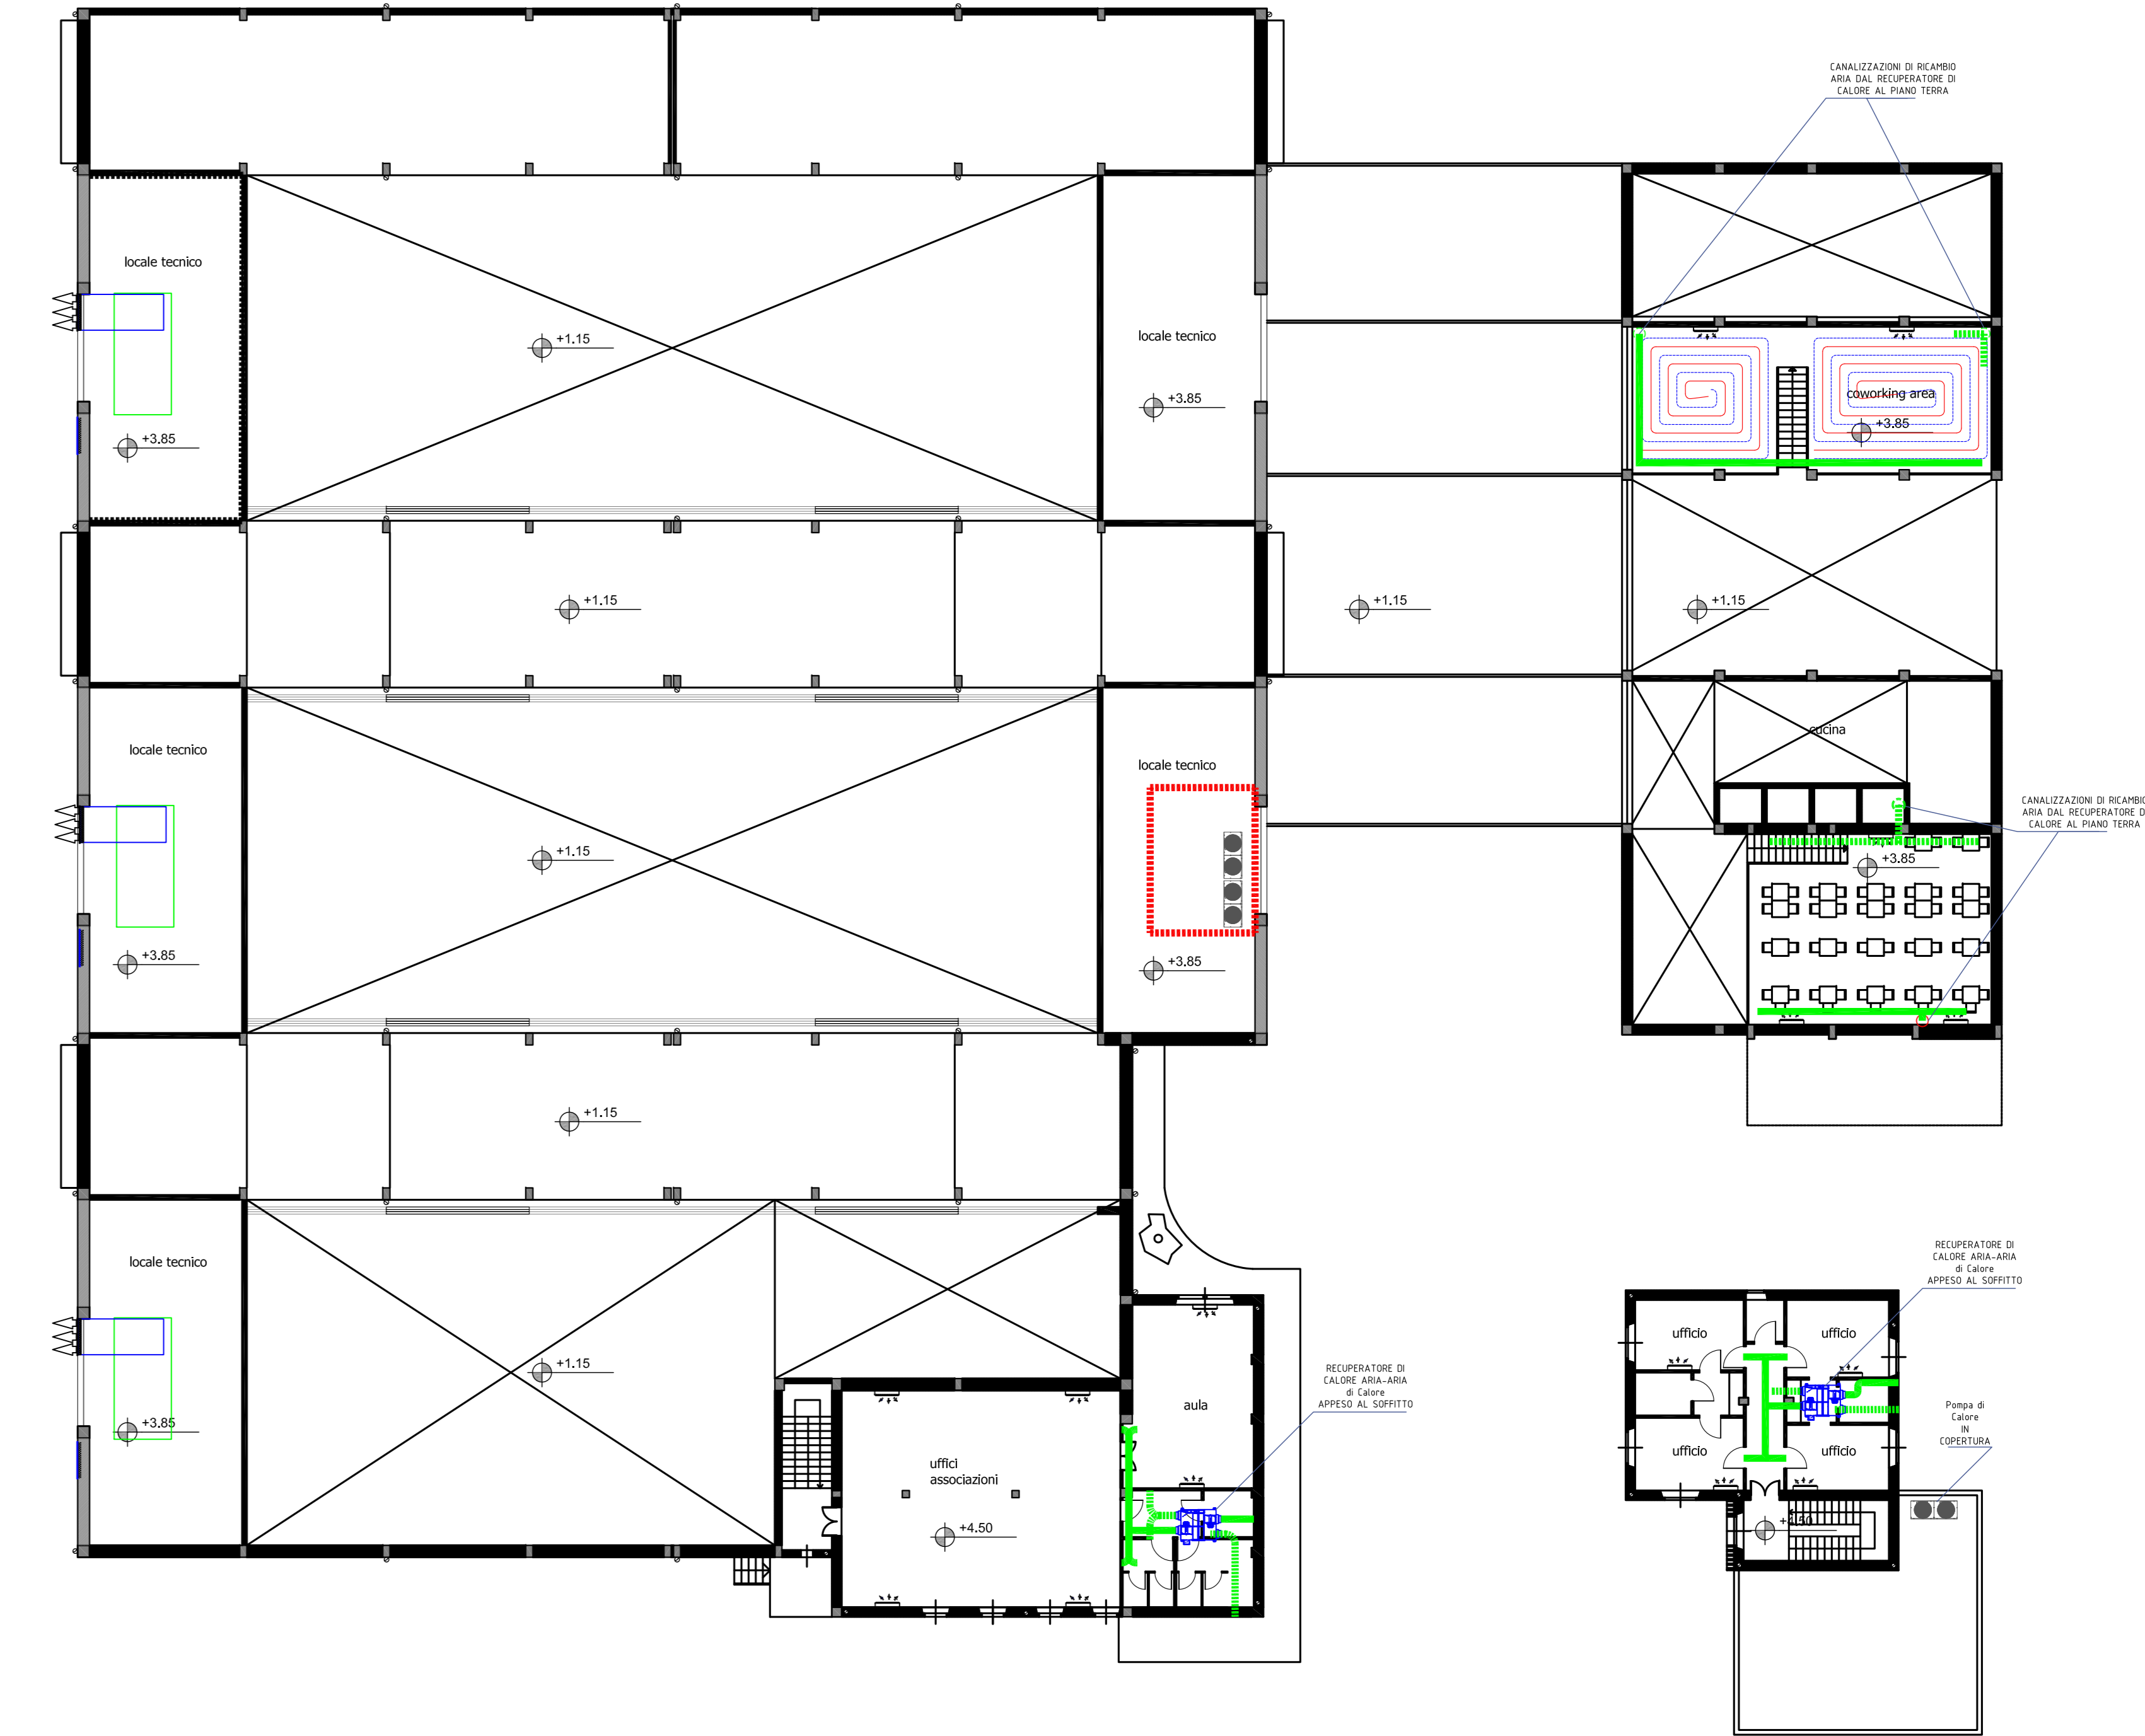 CANALIZZAZIONI DI RICAMBIO
ARIA DAL RECUPERATORE DI
CALORE AL PIANO TERRA
locale tecnico
+1.15
locale tecnico
+3.85
coworking area
+3.85
+3.85
+1.15
+1.15
+1.15
locale tecnico
cucina
locale tecnico
CANALIZZAZIONI DI RICAMBIO
ARIA DAL RECUPERATORE D
CALORE AL PIANO TERRA
+1.15
+3.85
+3.85
+3.85
+1.15
locale tecnico
RECUPERATORE DI
CALORE ARIA-ARIA
di Calore
APPESO AL SOFFITTO
ufficio
ufficio
+1.15
RECUPERATORE DI
CALORE ARIA-ARIA
di Calore
APPESO AL SOFFITTO
aula
+3.85
Pompa di
Calore
IN
COPERTURA
ufficio
ufficio
uffici
associazioni
+4.50
+4.50